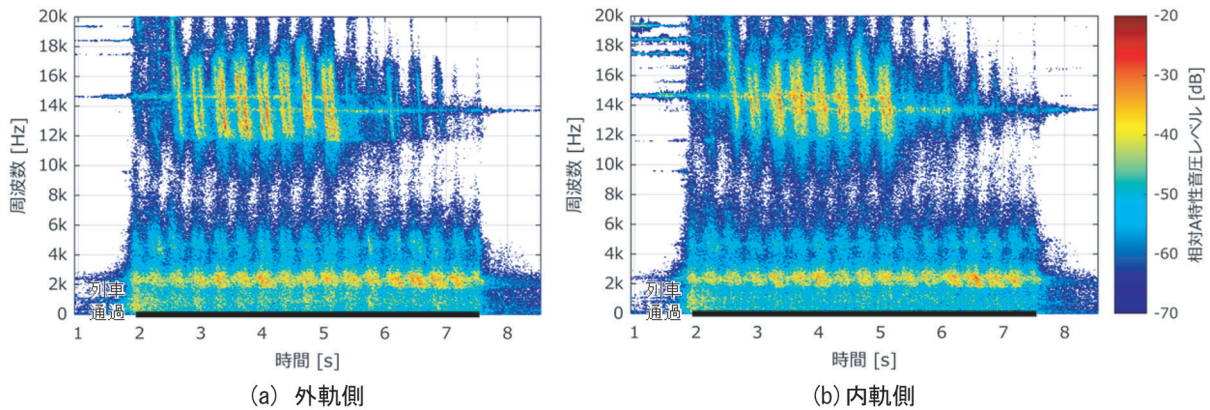 20k
18k
16k
14k
12k
10k
8k
6k
4k
2k
0
周波数 [Hz]
列車
通過
1 2 3 4 5 6 7 8
時間 [s]
(a) 外軌側
20k
18k
16k
14k
12k
10k
8k
6k
4k
2k
0
周波数 [Hz]
列車
通過
1 2 3 4 5 6 7 8
時間 [s]
(b) 内軌側
-20
-30
-40
-50
-60
-70
相対A特性音圧レベル [dB]